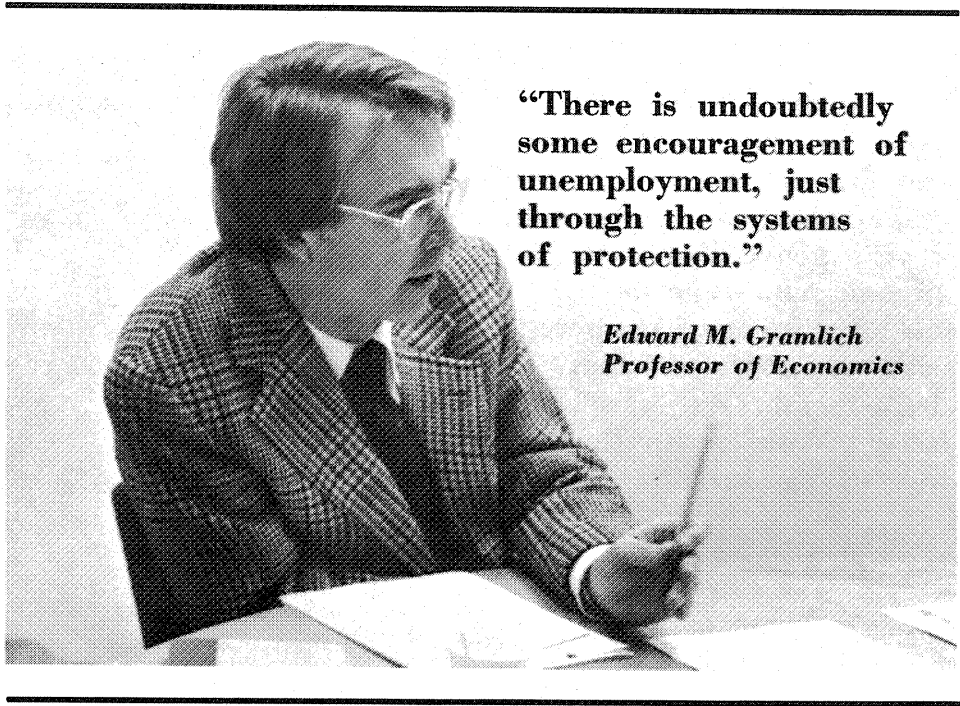 “There is undoubtedly
some encouragement of
unemployment, just
through the systems
of protection.”
Edward M. Gramlich
Professor of Economics